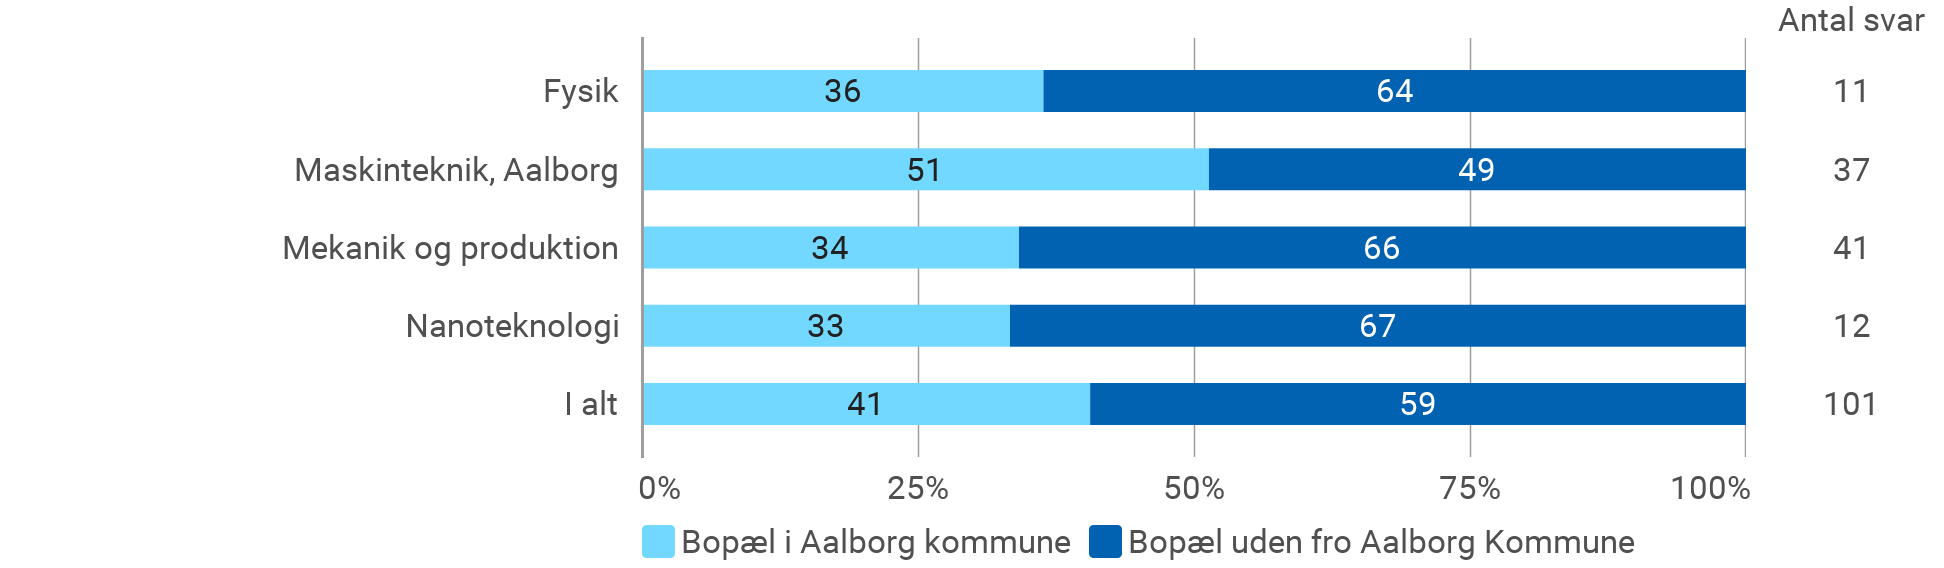 Antal svar
Fysik 36 64 11
Maskinteknik, Aalborg 51 49 37
Mekanik og produktion 34 66 41
Nanoteknologi 33 67 12
I alt 41 59 101
0% 25% 50% 75% 100%
Bopæl i Aalborg kommune Bopæl uden fro Aalborg Kommune